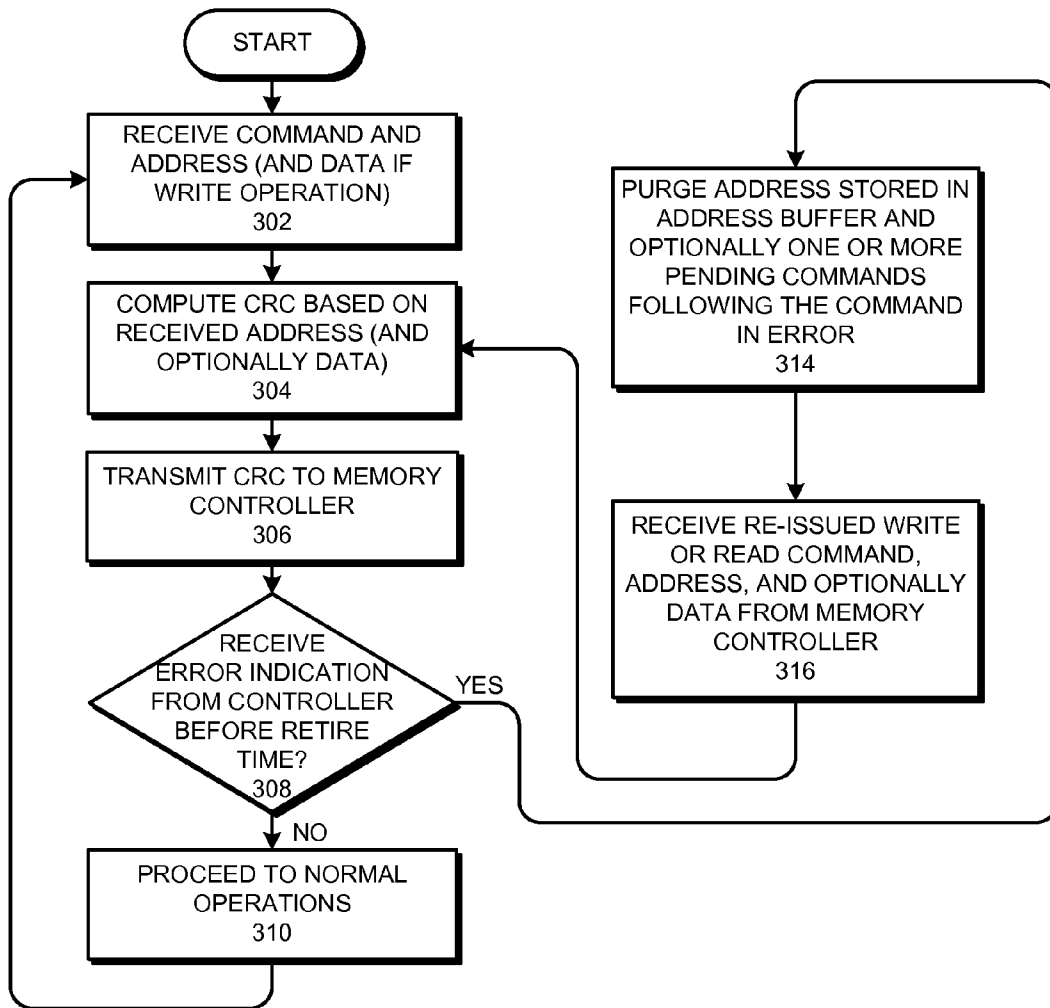 START
RECEIVE COMMAND AND
ADDRESS (AND DATA IF
WRITE OPERATION)
302
COMPUTE CRC BASED ON
RECEIVED ADDRESS (AND
OPTIONALLY DATA)
304
TRANSMIT CRC TO MEMORY
CONTROLLER
306
RECEIVE
ERROR INDICATION
FROM CONTROLLER
BEFORE RETIRE
TIME?
308
YES
NO
PROCEED TO NORMAL
OPERATIONS
310
PURGE ADDRESS STORED IN
ADDRESS BUFFER AND
OPTIONALLY ONE OR MORE
PENDING COMMANDS
FOLLOWING THE COMMAND
IN ERROR
314
RECEIVE RE-ISSUED WRITE
OR READ COMMAND,
ADDRESS, AND OPTIONALLY
DATA FROM MEMORY
CONTROLLER
316